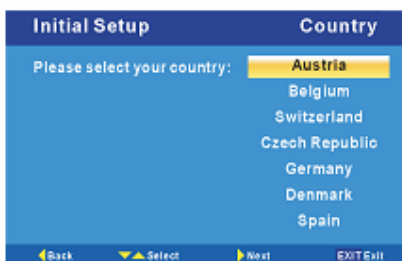 Initial Setup Country
Please select your country: Austria
Belgium
Switzerland
Czech Republic
Germany
Denmark
Spain
Back Select Next EXIT Exit